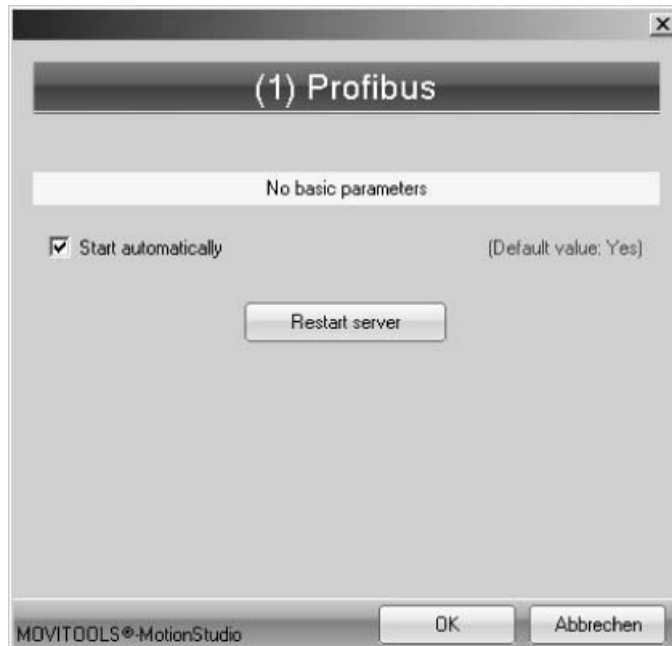 (1) Profibus
No basic parameters
Start automatically (Default value: Yes)
Restart server
MOVITOOLS®-MotionStudio OK Abbrechen